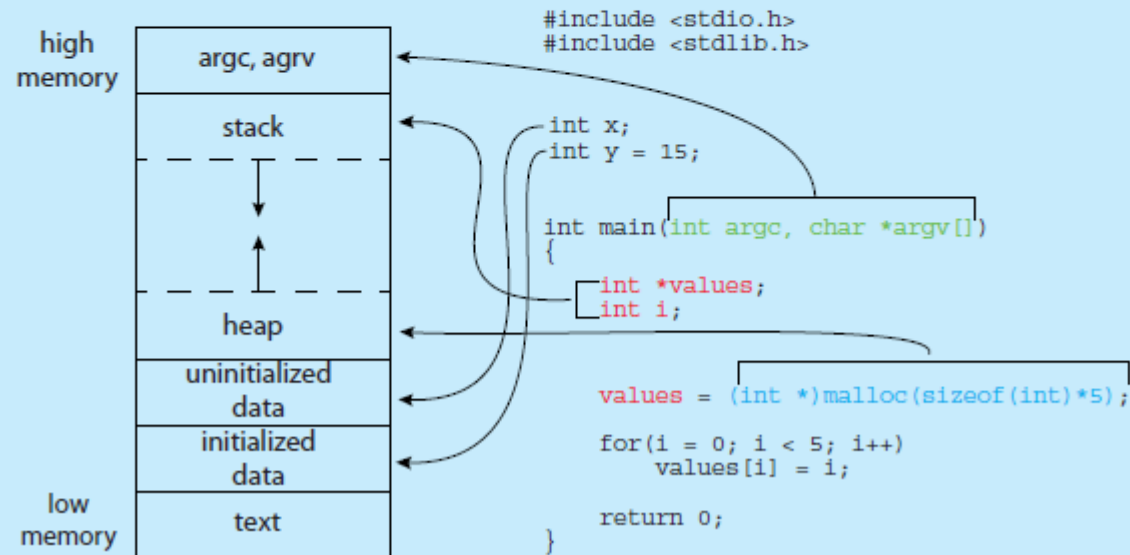 high
memory
argc, agrv
stack
heap
uninitialized
data
initialized
data
low
memory
text
#include <stdio.h>
#include <stdlib.h>
int x;
int y = 15;
int main(int argc, char *argv[])
{
int *values;
int i;
values = (int *)malloc(sizeof(int)*5);
for(i = 0; i < 5; i++)
values[i] = i;
return 0;
}